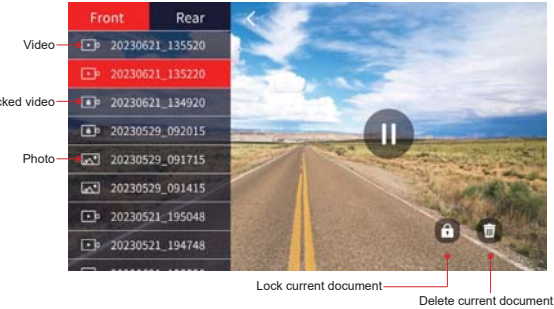 Front Rear
Video
20230621_135520
20230621_135220
cked video
20230621_134920
20230529_092015
Photo
20230529_091715
20230529_091415
20230521_195048
20230521_194748
Lock current document
Delete current document